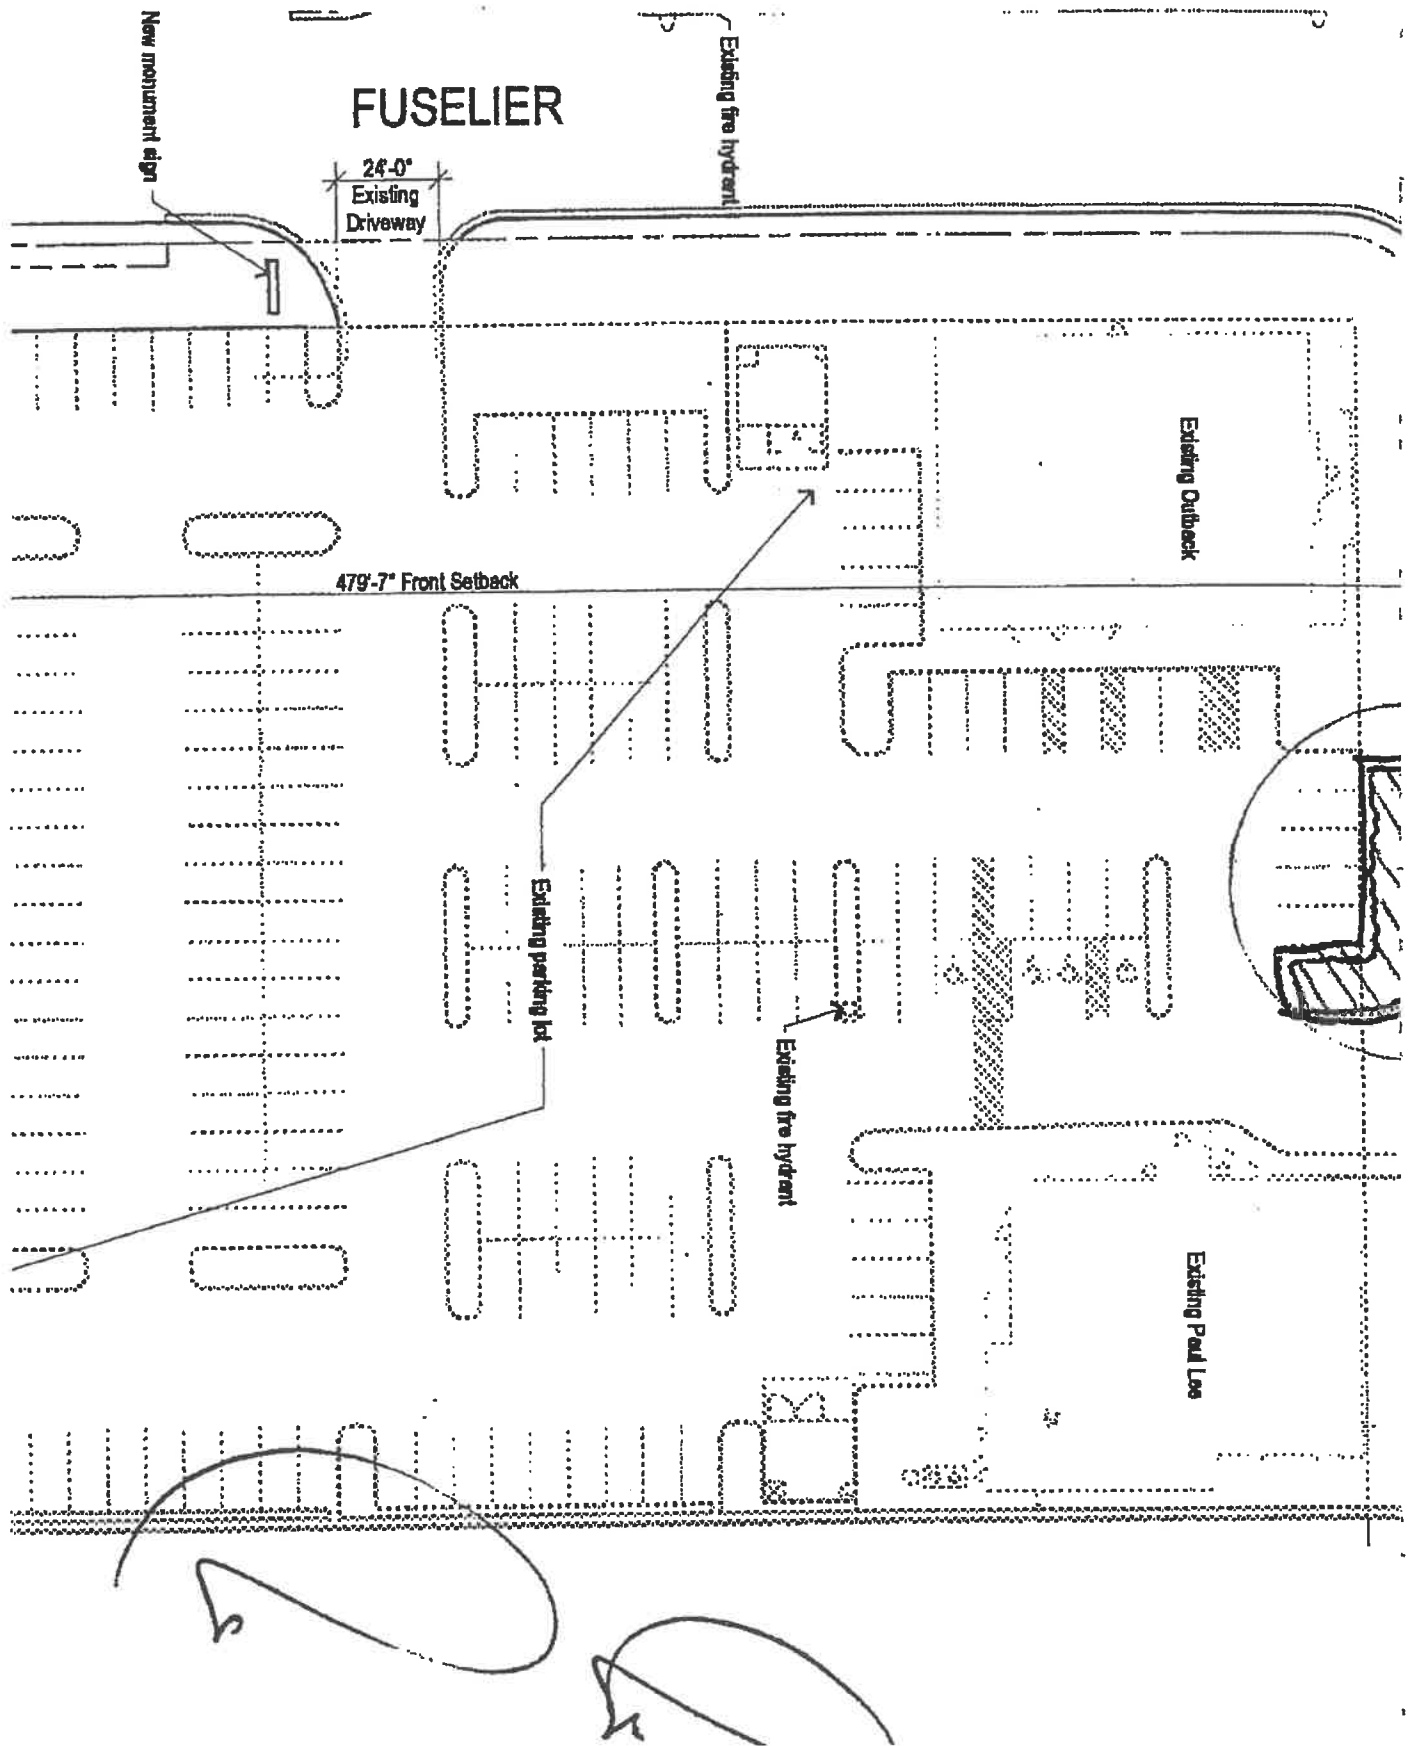 New monument sign
FUSELIER
Existing fire hydrant
24'-0"
Existing
Driveway
Existing Outback
479'-7" Front Setback
Existing parking lot
Existing fire hydrant
Existing Paul Lee